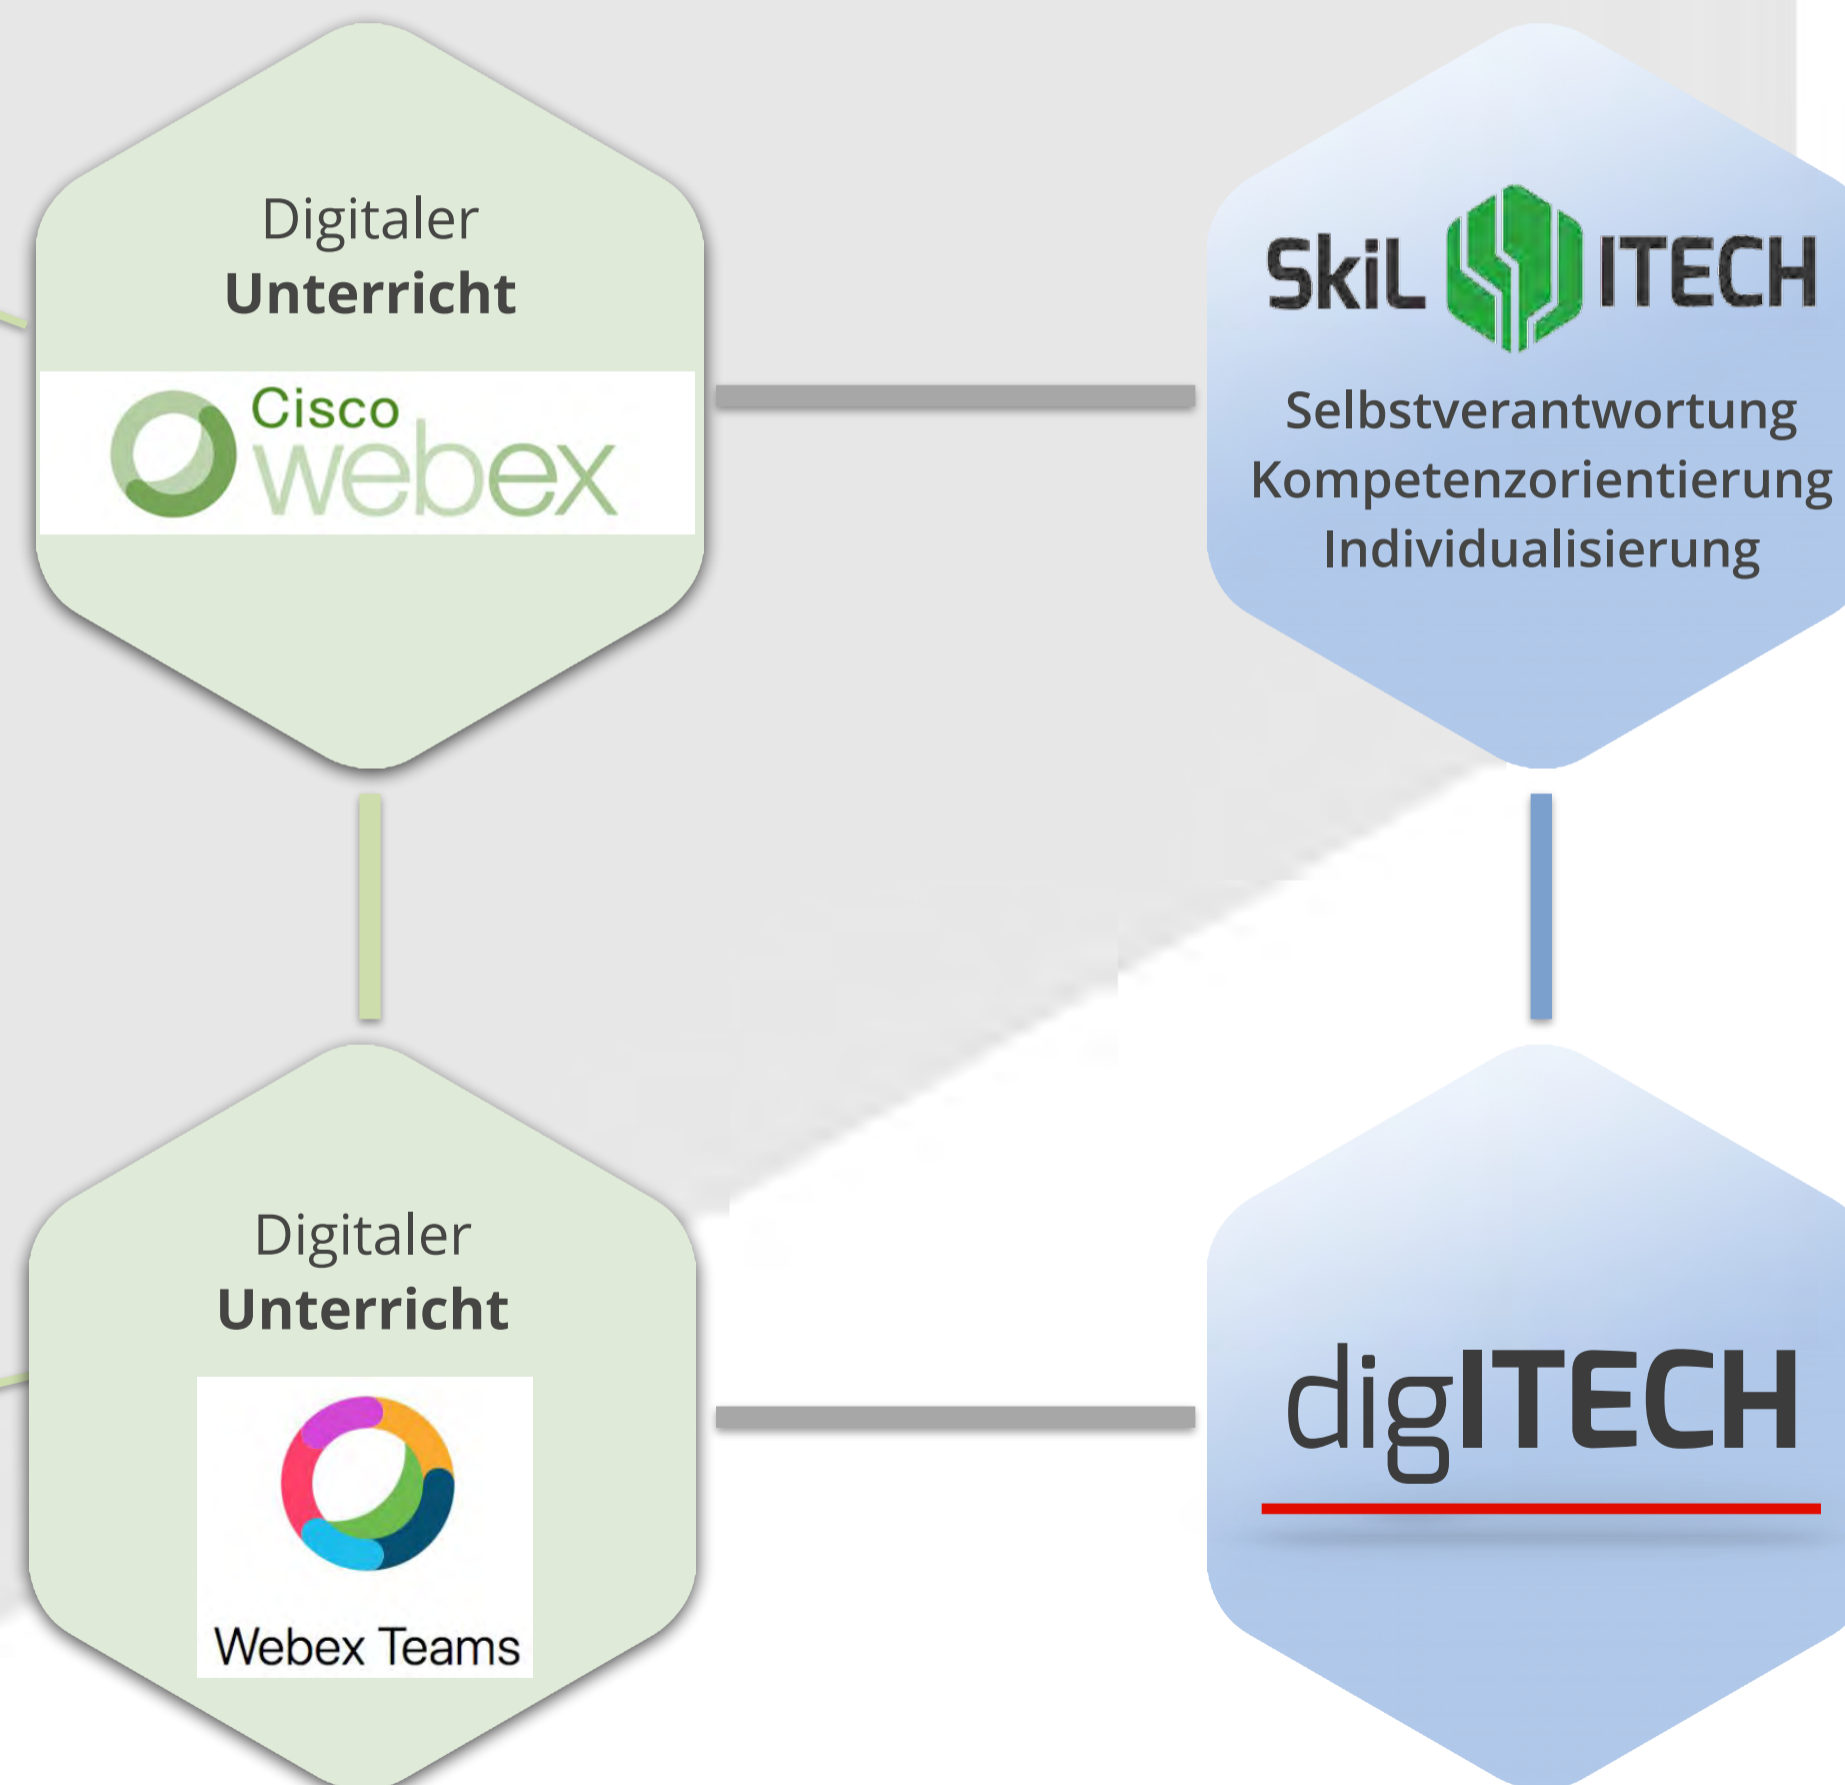 Digitaler
Unterricht
Cisco
webex
SkiL ITECH
Selbstverantwortung
Kompetenzorientierung
Individualisierung
Digitaler
Unterricht
Webex Teams
digITECH